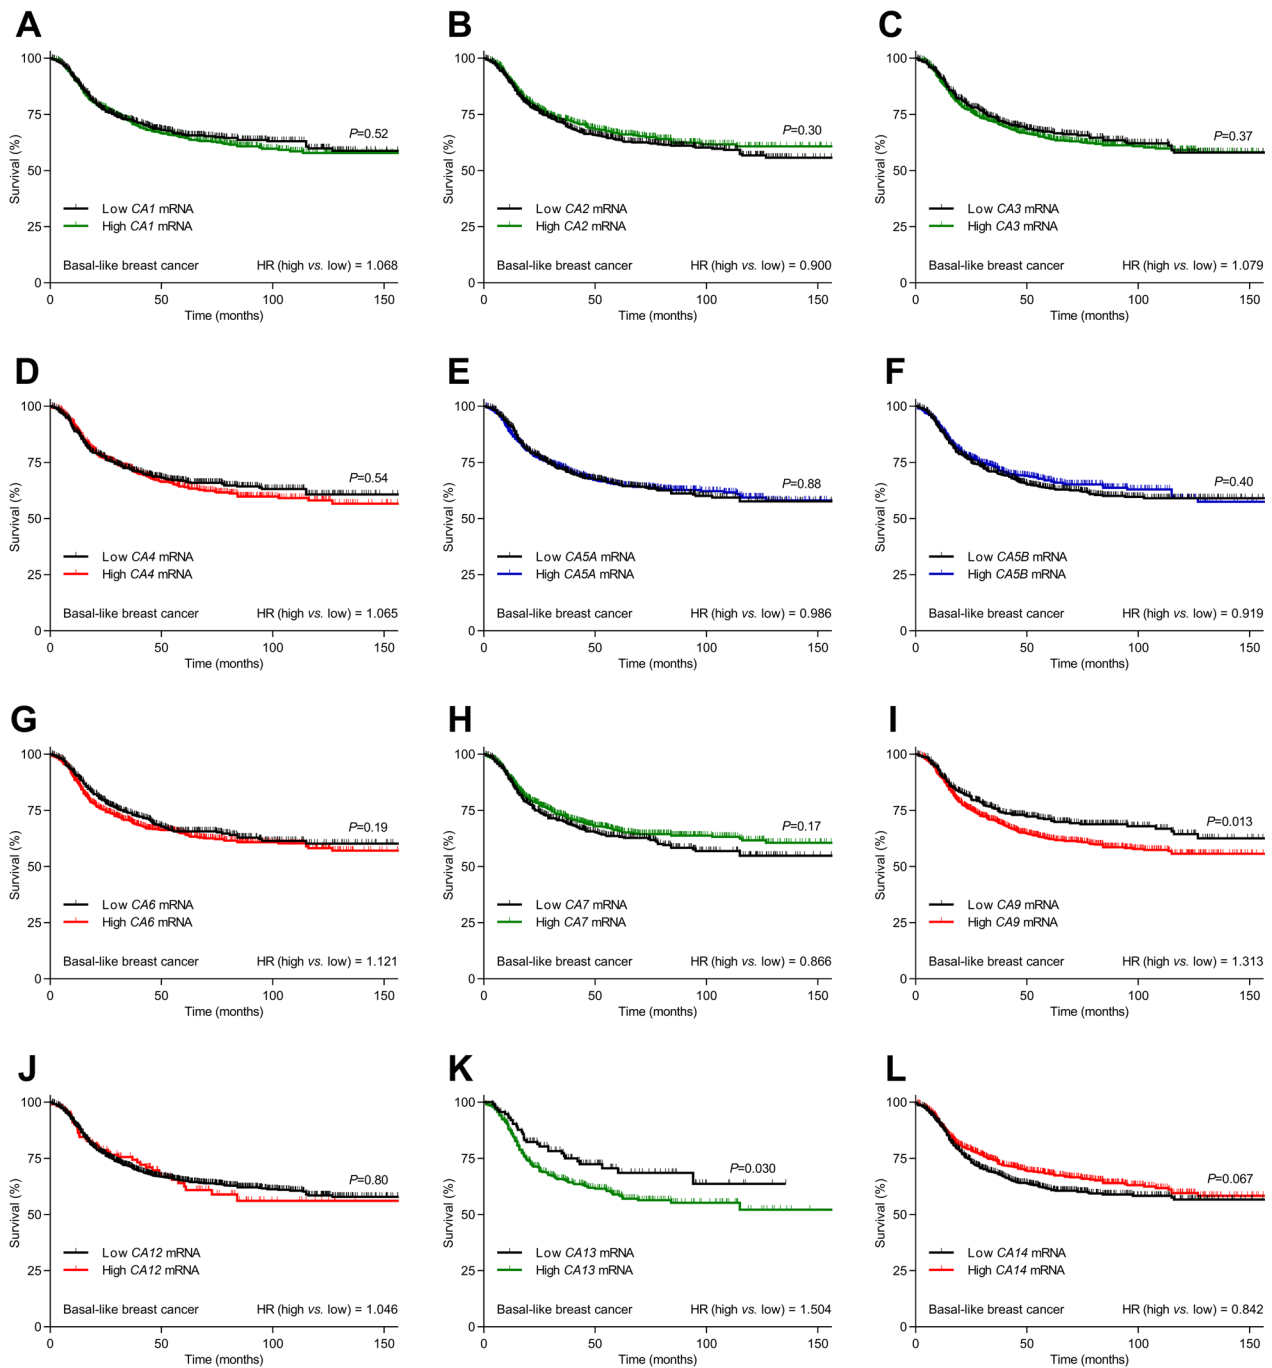 A
Survival (%)
100
75
50
25
0
P=0.52
Low CA1 mRNA
High CA1 mRNA
Basal-like breast cancer HR (high vs. low) = 1.068
0 50 100 150
Time (months)
B
Survival (%)
100
75
50
25
0
P=0.30
Low CA2 mRNA
High CA2 mRNA
Basal-like breast cancer HR (high vs. low) = 0.900
0 50 100 150
Time (months)
C
Survival (%)
100
75
50
25
0
P=0.37
Low CA3 mRNA
High CA3 mRNA
Basal-like breast cancer HR (high vs. low) = 1.079
0 50 100 150
Time (months)
D
Survival (%)
100
75
50
25
0
P=0.54
Low CA4 mRNA
High CA4 mRNA
Basal-like breast cancer HR (high vs. low) = 1.065
0 50 100 150
Time (months)
E
Survival (%)
100
75
50
25
0
P=0.88
Low CA5A mRNA
High CA5A mRNA
Basal-like breast cancer HR (high vs. low) = 0.986
0 50 100 150
Time (months)
F
Survival (%)
100
75
50
25
0
P=0.40
Low CA5B mRNA
High CA5B mRNA
Basal-like breast cancer HR (high vs. low) = 0.919
0 50 100 150
Time (months)
G
Survival (%)
100
75
50
25
0
P=0.19
Low CA6 mRNA
High CA6 mRNA
Basal-like breast cancer HR (high vs. low) = 1.121
0 50 100 150
Time (months)
H
Survival (%)
100
75
50
25
0
P=0.17
Low CA7 mRNA
High CA7 mRNA
Basal-like breast cancer HR (high vs. low) = 0.866
0 50 100 150
Time (months)
I
Survival (%)
100
75
50
25
0
P=0.013
Low CA9 mRNA
High CA9 mRNA
Basal-like breast cancer HR (high vs. low) = 1.313
0 50 100 150
Time (months)
J
Survival (%)
100
75
50
25
0
P=0.80
Low CA12 mRNA
High CA12 mRNA
Basal-like breast cancer HR (high vs. low) = 1.046
0 50 100 150
Time (months)
K
Survival (%)
100
75
50
25
0
P=0.030
Low CA13 mRNA
High CA13 mRNA
Basal-like breast cancer HR (high vs. low) = 1.504
0 50 100 150
Time (months)
L
Survival (%)
100
75
50
25
0
P=0.067
Low CA14 mRNA
High CA14 mRNA
Basal-like breast cancer HR (high vs. low) = 0.842
0 50 100 150
Time (months)